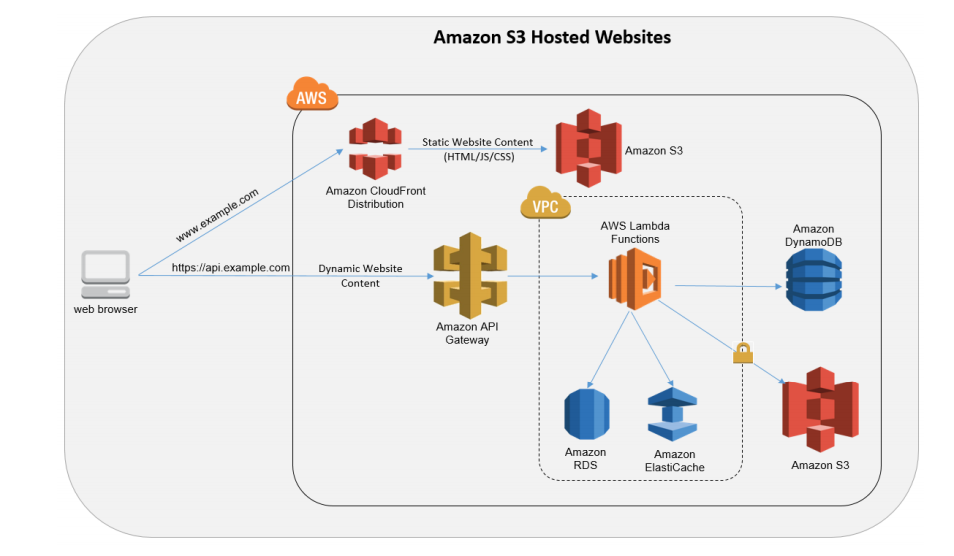 Amazon S3 Hosted Websites
AWS
Static Website Content
(HTML/JS/CSS)
Amazon S3
Amazon CloudFront
Distribution
www.example.com
VPC
AWS Lambda
Functions
Amazon
DynamoDB
https://api.example.com
Dynamic Website
Content
web browser
Amazon API
Gateway
Amazon
RDS
Amazon
ElastiCache
Amazon S3